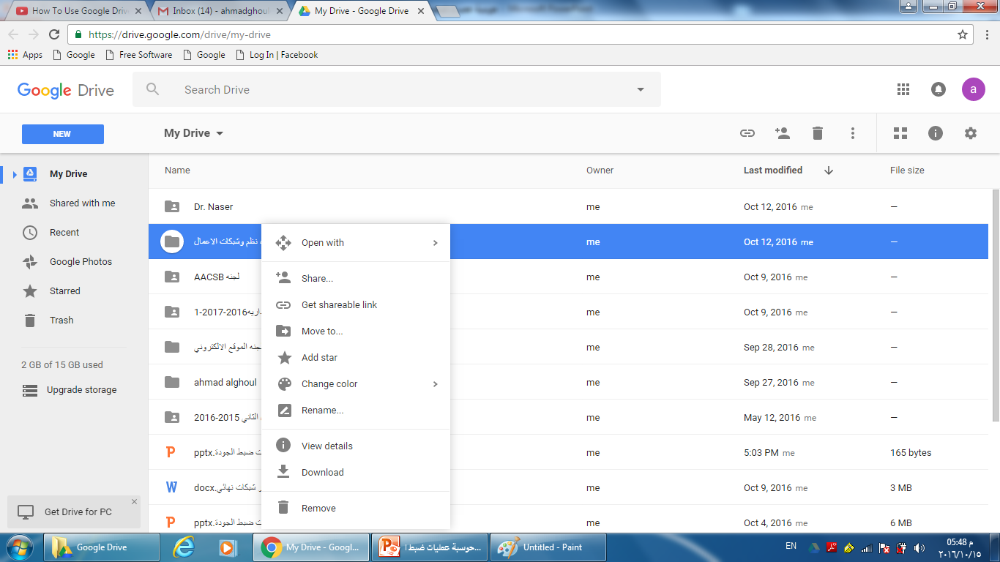 How To Use Google Driv
Inbox (14) - ahmadghoul
My Drive - Google Drive
https://drive.google.com/drive/my-drive
Apps Google Free Software Google Log In | Facebook
Google Drive
Search Drive
a
NEW
My Drive
My Drive
Shared with me
Recent
Google Photos
Starred
Trash
2 GB of 15 GB used
Upgrade storage
Get Drive for PC
Name Owner Last modified File size
Dr. Naser me Oct 12, 2016 me –
نظم وشبكات الاعمال me Oct 12, 2016 me –
لجنه AACSB me Oct 9, 2016 me –
1-2017-2016 me Oct 9, 2016 me –
الموقع الالكتروني me Sep 28, 2016 me –
ahmad alghoul me Sep 27, 2016 me –
الثاني 2015-2016 me May 12, 2016 me –
ضبط الجودة.pptx me 5:03 PM me 165 bytes
شبكات نهائي.docx me Oct 9, 2016 me 3 MB
ضبط الجودة.pptx me Oct 4, 2016 me 6 MB
Open with
Share...
Get shareable link
Move to...
Add star
Change color
Rename...
View details
Download
Remove
Google Drive
My Drive - Googl...
حوسبة عمليات ضبط ا...
Untitled - Paint
EN
05:48 م
٢٠١٦/١٠/١٥